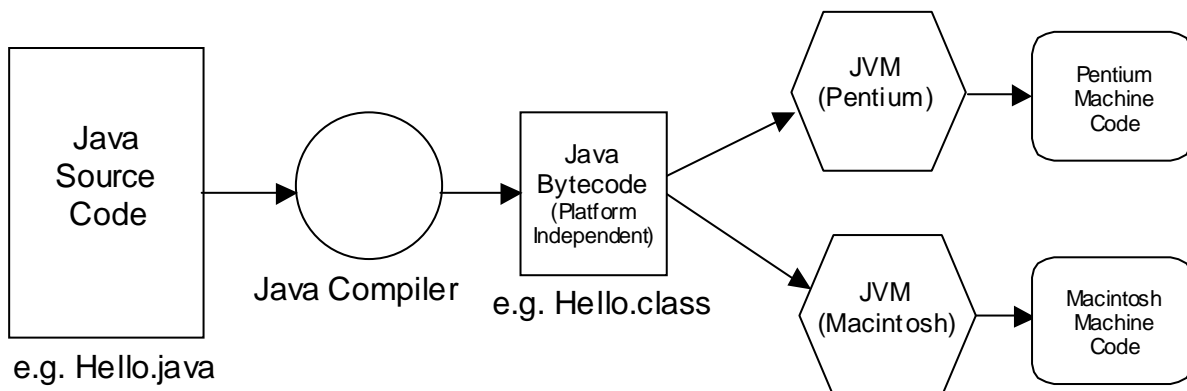 Java
Source
Code
e.g. Hello.java
Java Compiler
Java
Bytecode
(Platform
Independent)
e.g. Hello.class
JVM
(Pentium)
Pentium
Machine
Code
JVM
(Macintosh)
Macintosh
Machine
Code